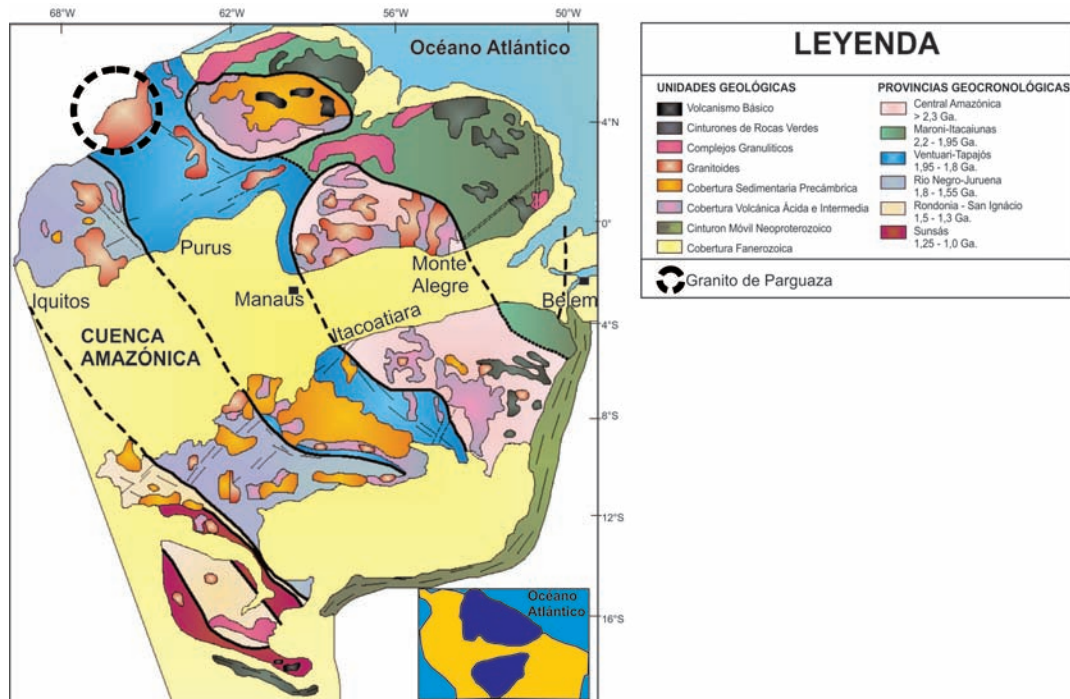 68°W
62°W
56°W
50°W
Océano Atlántico
4°N
0°
Purus
Monte
Alegre
Iquitos
Manaus
Belem
Itacoatiara
4°S
CUENCA
AMAZÓNICA
8°S
12°S
16°S
Océano
Atlántico
LEYENDA
UNIDADES GEOLÓGICAS
Volcanismo Básico
Cinturones de Rocas Verdes
Complejos Granuliticos
Granitoides
Cobertura Sedimentaria Precámbrica
Cobertura Volcánica Ácida e Intermedia
Cinturon Móvil Neoproterozoico
Cobertura Fanerozoica
PROVINCIAS GEOCRONOLÓGICAS
Central Amazónica
> 2,3 Ga.
Maroni-Itacaiunas
2,2 - 1,95 Ga.
Ventuari-Tapajós
1,95 - 1,8 Ga.
Rio Negro-Juruena
1,8 - 1,55 Ga.
Rondonia - San Ignácio
1,5 - 1,3 Ga.
Sunsás
1,25 - 1,0 Ga.
Granito de Parguaza